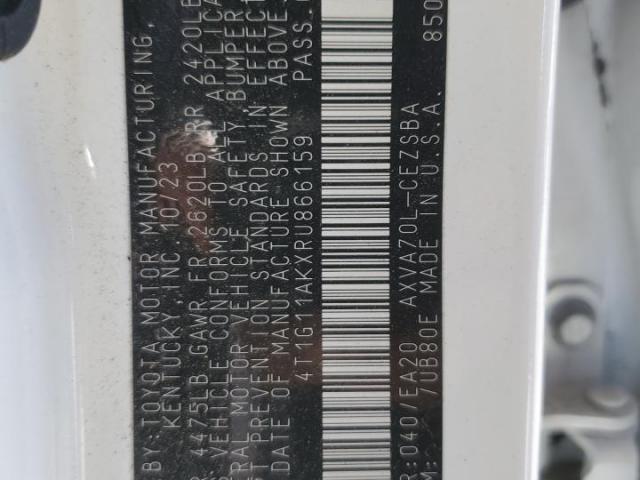 BY:TOYOTA MOTOR MANUFACTURING,
KENTUCKY, INC 10/23
4475LB GAWR FR 2620LB RR 2420LB
VEHICLE CONFORMS TO ALL APPLICA
ERAL MOTOR VEHICLE SAFETY, BUMPER,
T PREVENTION STANDARDS IN EFFECT
DATE OF MANUFACTURE SHOWN ABOVE
4T1G11AKXRU866159 PASS.
R:040/EA20 AXVA70L-CEZSBA 850
M: 7UB80E MADE IN U.S.A.